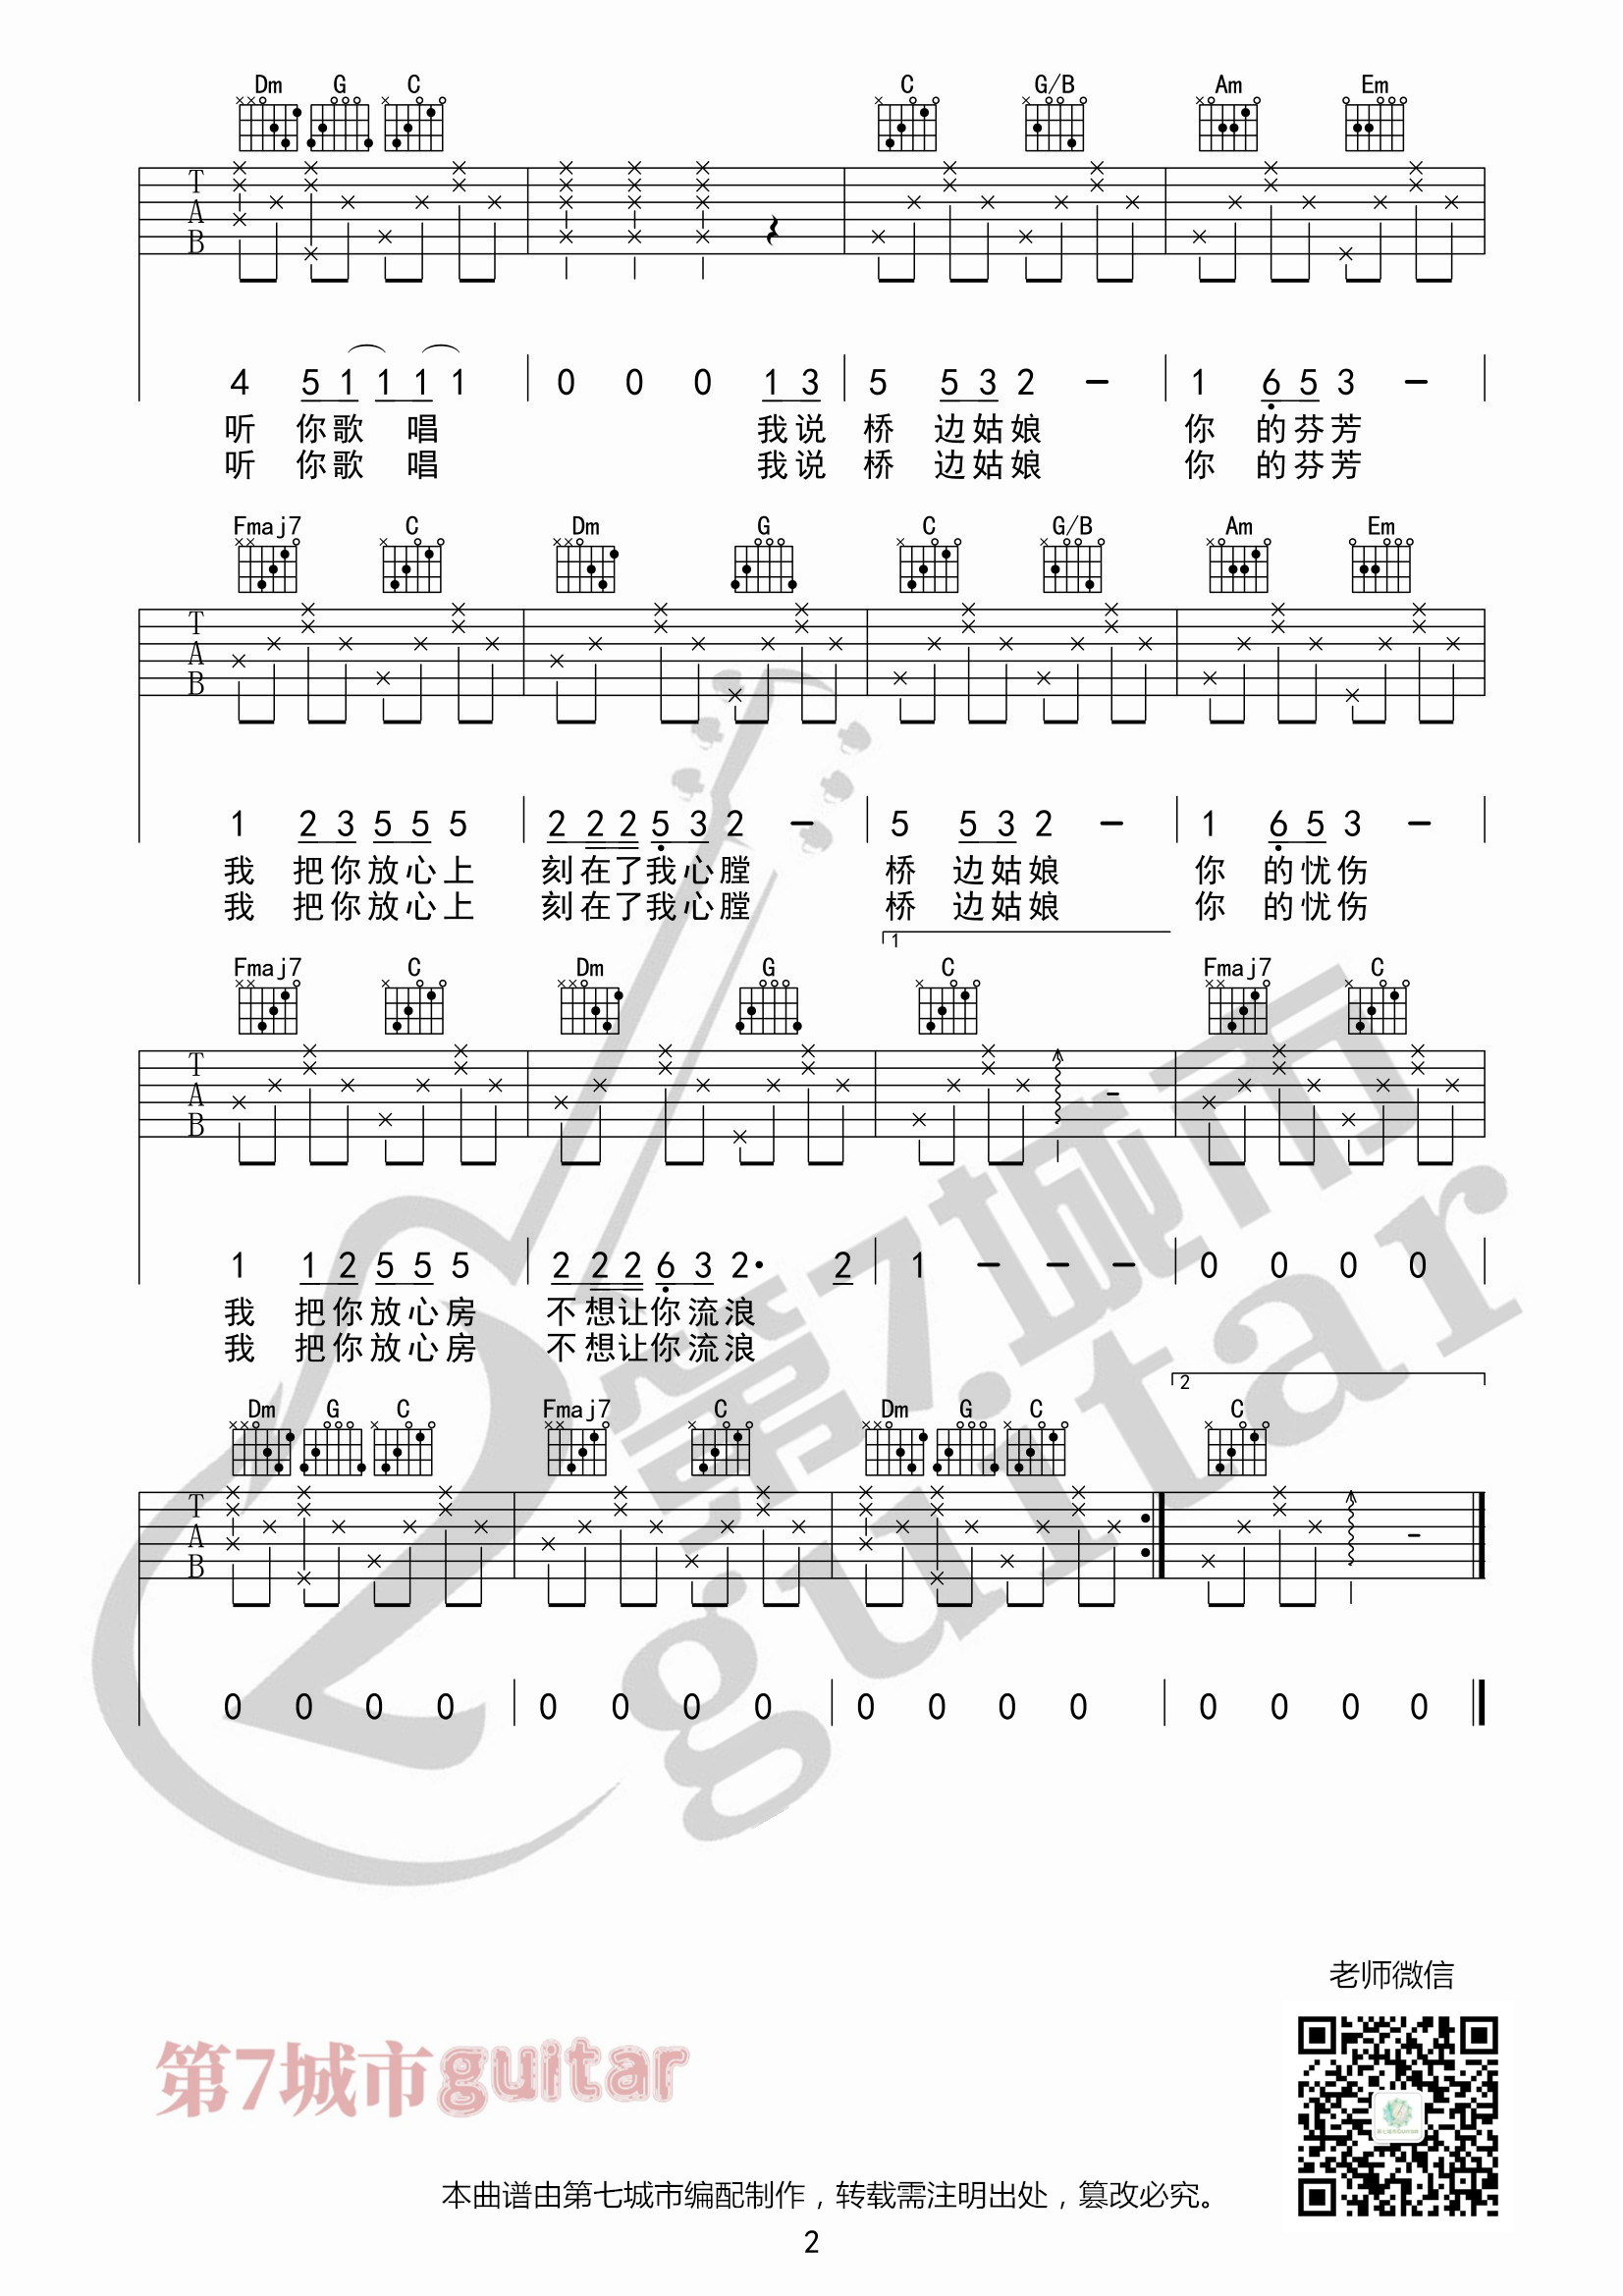 Dm G C C G/B Am Em
T
A
B
4 5 1 1 1 1 0 0 0 1 3 5 5 3 2 — 1 6 5 3 —
听 你歌 唱 我说 桥 边姑娘 你 的芬芳
听 你歌 唱 我说 桥 边姑娘 你 的芬芳
Fmaj7 C Dm G C G/B Am Em
T
A
B
1 2 3 5 5 5 2 2 2 5 3 2 — 5 5 3 2 — 1 6 5 3 —
我 把你放心上 刻在了我心膛 桥 边姑娘 你 的忧伤
我 把你放心上 刻在了我心膛 桥 边姑娘 你 的忧伤
1
Fmaj7 C Dm G C Fmaj7 C
T
A
B
1 1 2 5 5 5 2 2 2 6 3 2· 2 1 — — — 0 0 0 0
我 把你放心房 不想让你流浪
我 把你放心房 不想让你流浪
2
Dm G C Fmaj7 C Dm G C C
T
A
B
0 0 0 0 0 0 0 0 0 0 0 0 0 0 0 0
第7城市
guitar
老师微信
第7城市guitar
本曲谱由第七城市编配制作，转载需注明出处，篡改必究。
2